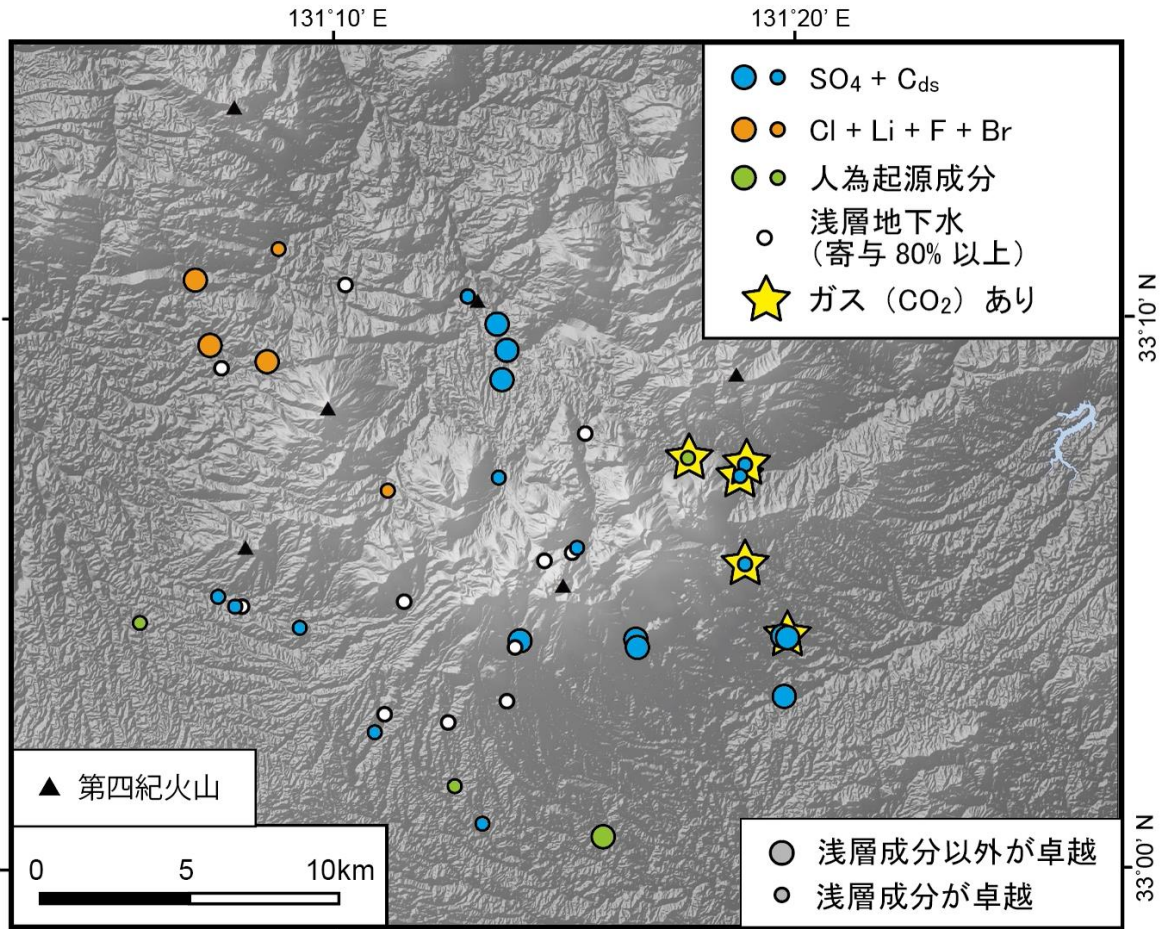 131°10' E
131°20' E
SO₄ + C_ds
Cl + Li + F + Br
人為起源成分
浅層地下水
(寄与 80% 以上)
ガス (CO₂) あり
33°10' N
第四紀火山
0 5 10km
浅層成分以外が卓越
浅層成分が卓越
33°00' N